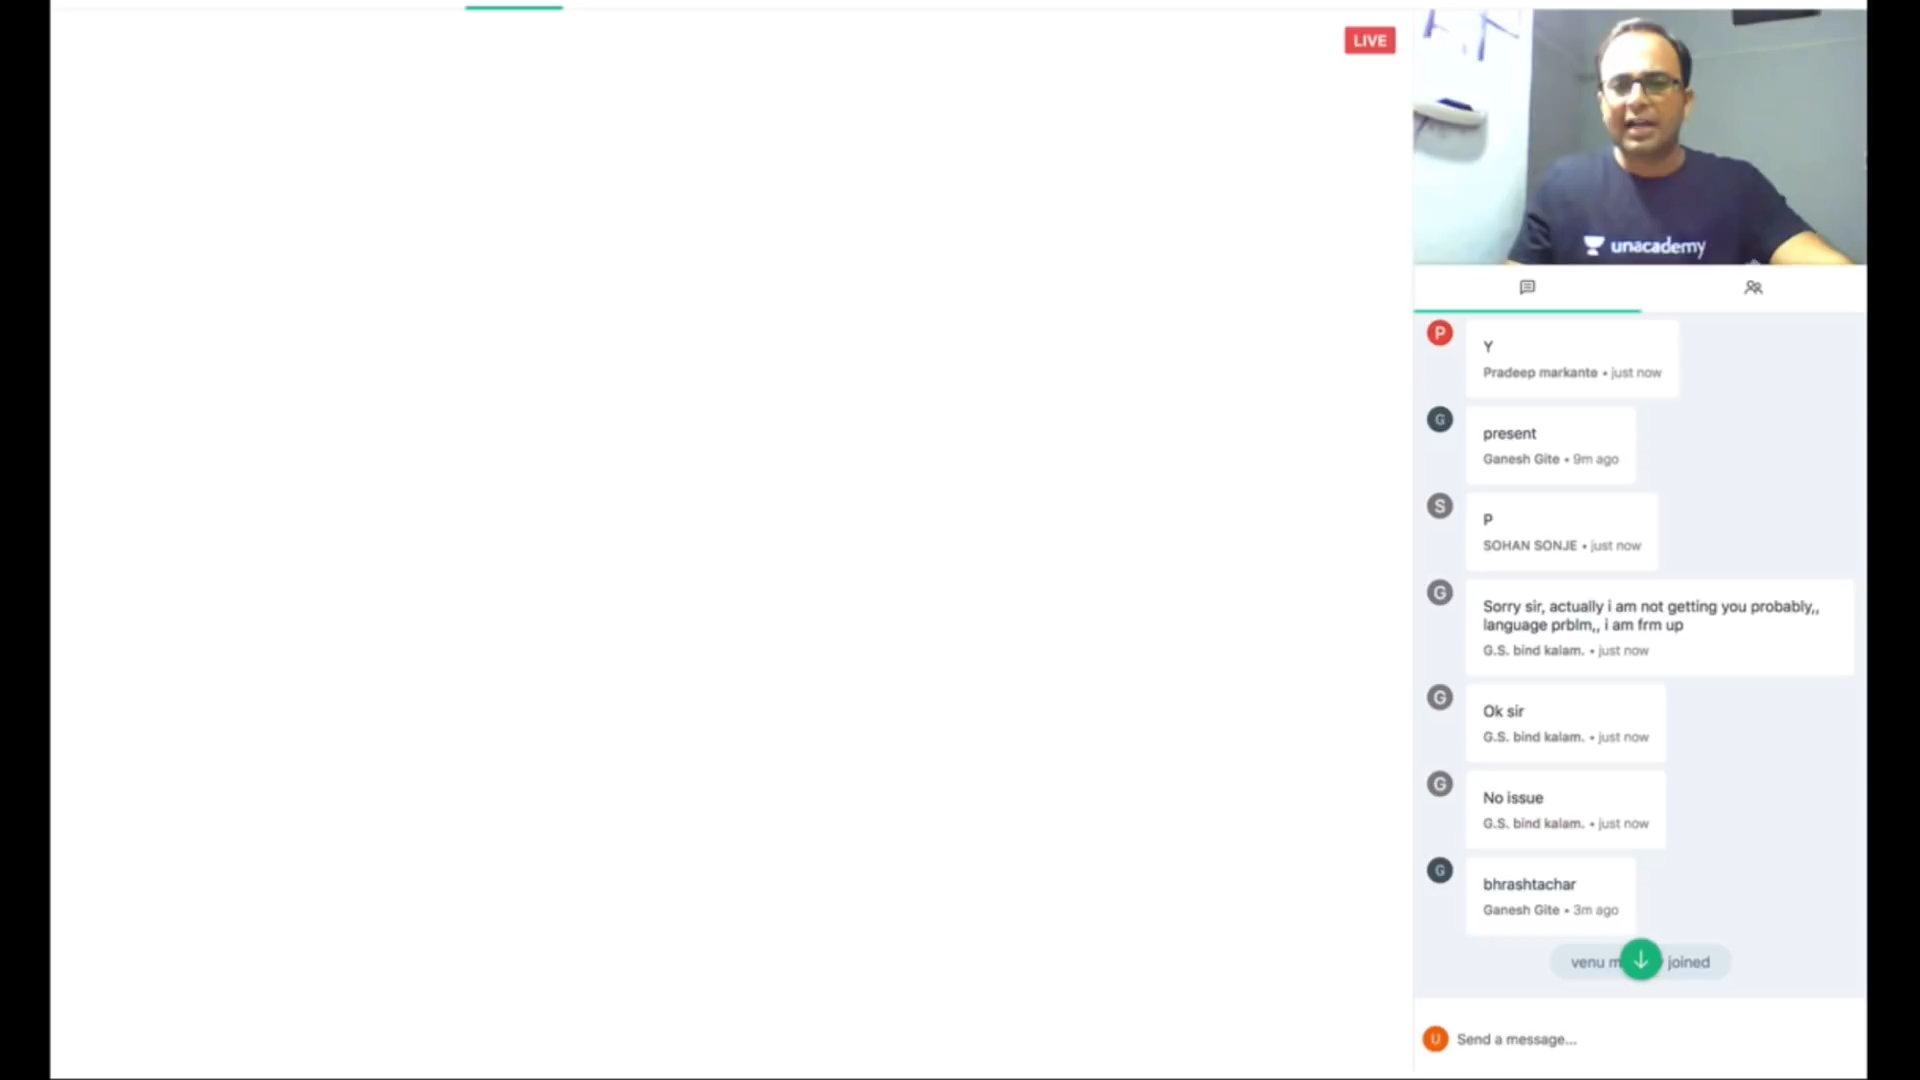 LIVE
unacademy
P
Y
Pradeep markante • just now
G
present
Ganesh Gite • 9m ago
S
P
SOHAN SONJE • just now
G
Sorry sir, actually i am not getting you probably,,
language prblm,, i am frm up
G.S. bind kalam. • just now
G
Ok sir
G.S. bind kalam. • just now
G
No issue
G.S. bind kalam. • just now
G
bhrashtachar
Ganesh Gite • 3m ago
venu joined
U
Send a message...